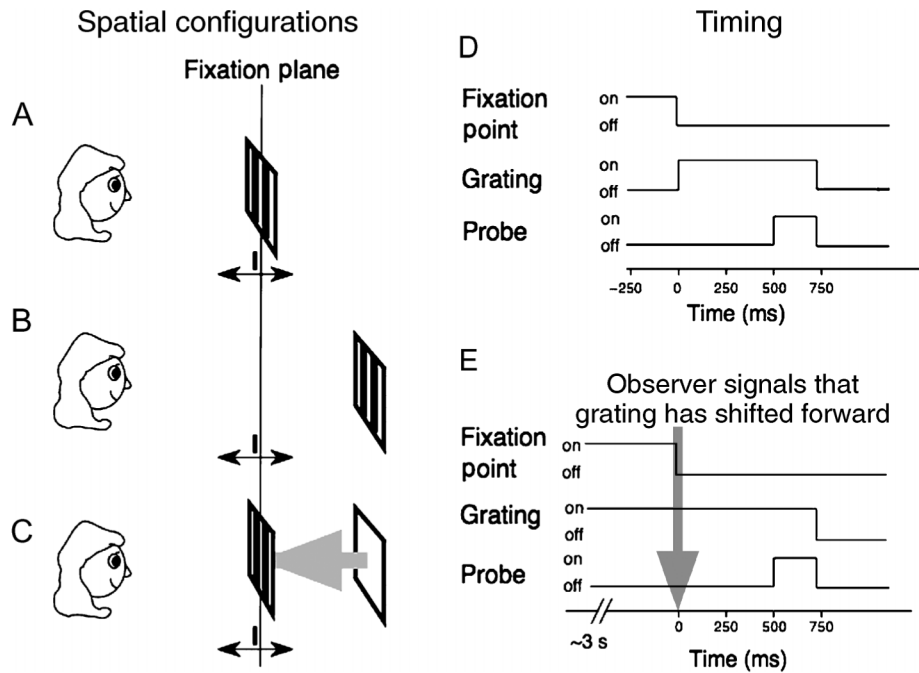 Spatial configurations
Fixation plane
A
B
C
Timing
D
Fixation
point
on
off
Grating
on
off
Probe
on
off
−250 0 250 500 750
Time (ms)
E
Observer signals that
grating has shifted forward
Fixation
point
on
off
Grating
on
off
Probe
on
off
~3 s
0 250 500 750
Time (ms)